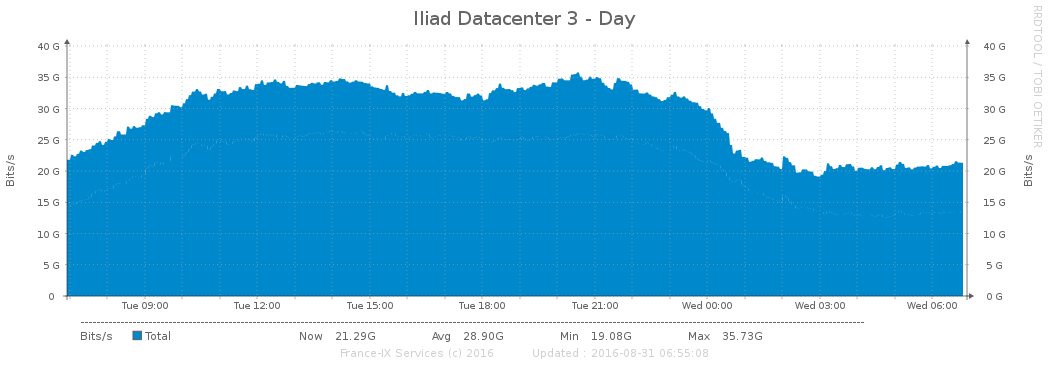 Iliad Datacenter 3 - Day
RRDTOOL / TOBI OETIKER
Bits/s
40 G 40 G
35 G 35 G
30 G 30 G
25 G 25 G
20 G 20 G
15 G 15 G
10 G 10 G
5 G 5 G
0 0 G
Bits/s
Tue 09:00 Tue 12:00 Tue 15:00 Tue 18:00 Tue 21:00 Wed 00:00 Wed 03:00 Wed 06:00
Bits/s Total Now 21.29G Avg 28.90G Min 19.08G Max 35.73G
France-IX Services (c) 2016 Updated : 2016-08-31 06:55:08